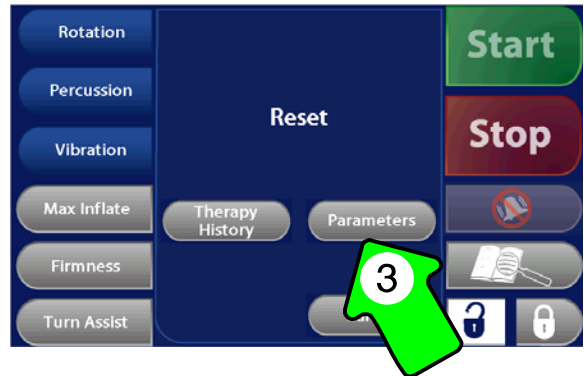 Rotation
Percussion
Vibration
Max Inflate
Firmness
Turn Assist
Reset
Therapy
History
Parameters
3
Start
Stop